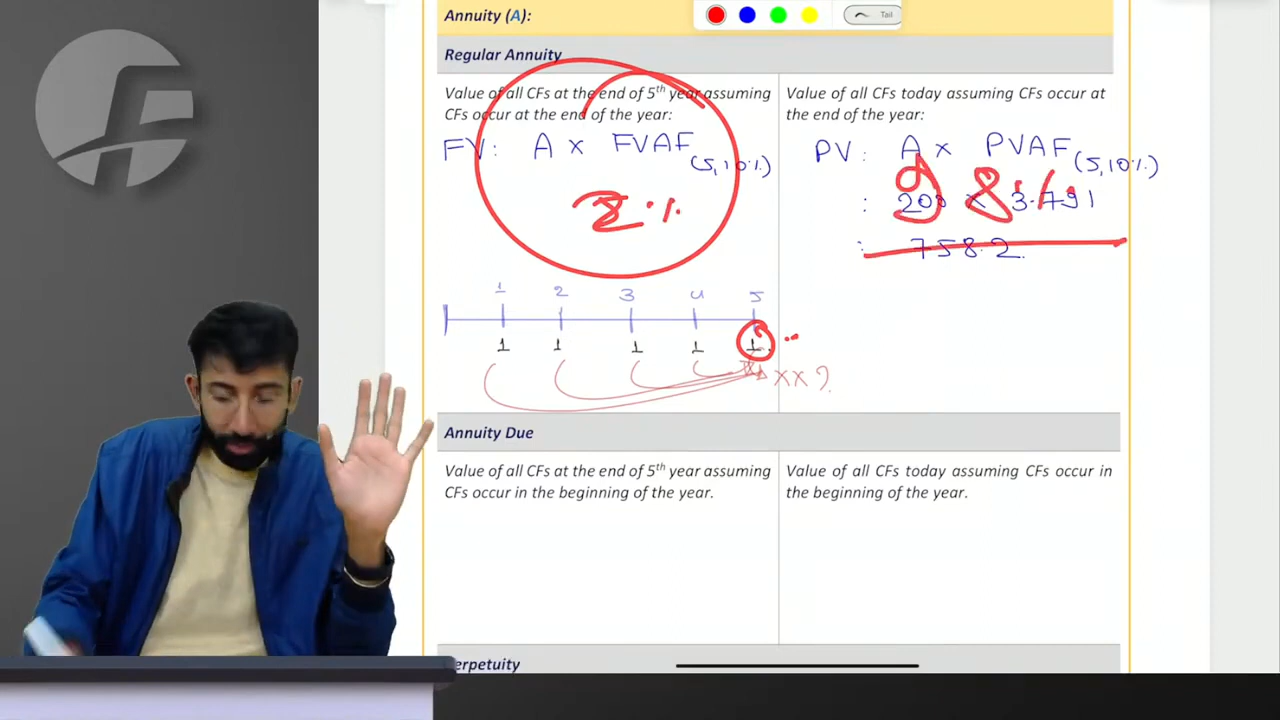 Annuity (A):
Tail
Regular Annuity
Value of all CFs at the end of 5th year assuming
CFs occur at the end of the year:
FV: A x FVAF (5,10%)
8%
Value of all CFs today assuming CFs occur at
the end of the year:
PV: A x PVAF (5,10%)
8%
: 200 x 3.791
: 758.2
1 2 3 4 5
1 1 1 1 1
xx?
Annuity Due
Value of all CFs at the end of 5th year assuming
CFs occur in the beginning of the year.
Value of all CFs today assuming CFs occur in
the beginning of the year.
erpetuity